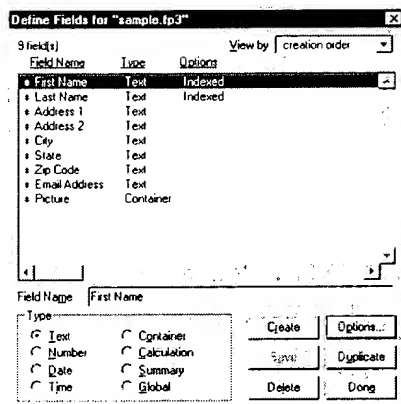 Define Fields for "sample.fp3"
9 field(s) View by creation order
Field Name Type Options
First Name Text Indexed
Last Name Text Indexed
Address 1 Text
Address 2 Text
City Text
State Text
Zip Code Text
Email Address Text
Picture Container
Field Name First Name
Type
Text Container Create Options...
Number Calculation Save Duplicate
Date Summary
Time Global Delete Done